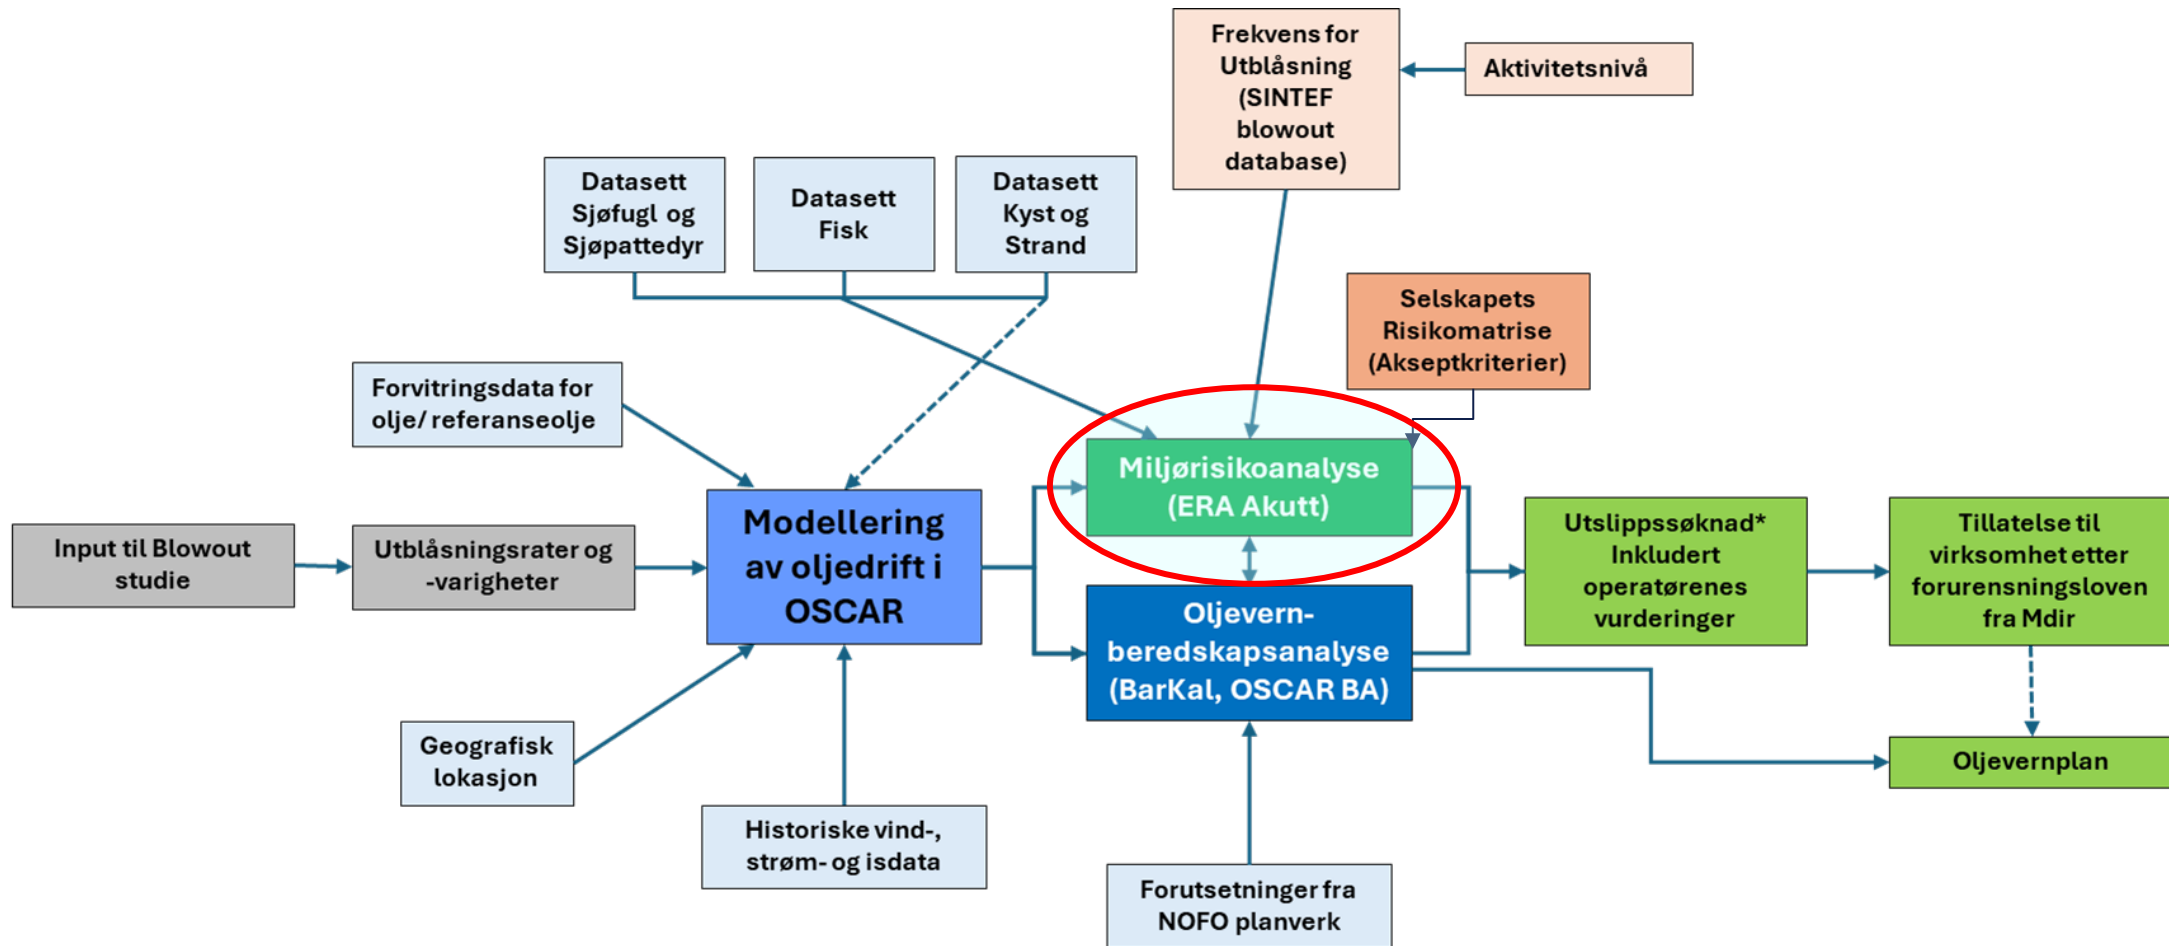 Frekvens for
Utblåsning
(SINTEF
blowout
database)
Aktivitetsnivå
Datasett
Sjøfugl og
Sjøpattedyr
Datasett
Fisk
Datasett
Kyst og
Strand
Selskapets
Risikomatrise
(Akseptkriterier)
Forvitringsdata for
olje/ referanseolje
Miljørisikoanalyse
(ERA Akutt)
Input til Blowout
studie
Utblåsningsrater og
-varigheter
Modellering
av oljedrift i
OSCAR
Utslippssøknad*
Inkludert
operatørenes
vurderinger
Tillatelse til
virksomhet etter
forurensningsloven
fra Mdir
Oljevern-
beredskapsanalyse
(BarKal, OSCAR BA)
Geografisk
lokasjon
Oljevernplan
Historiske vind-,
strøm- og isdata
Forutsetninger fra
NOFO planverk